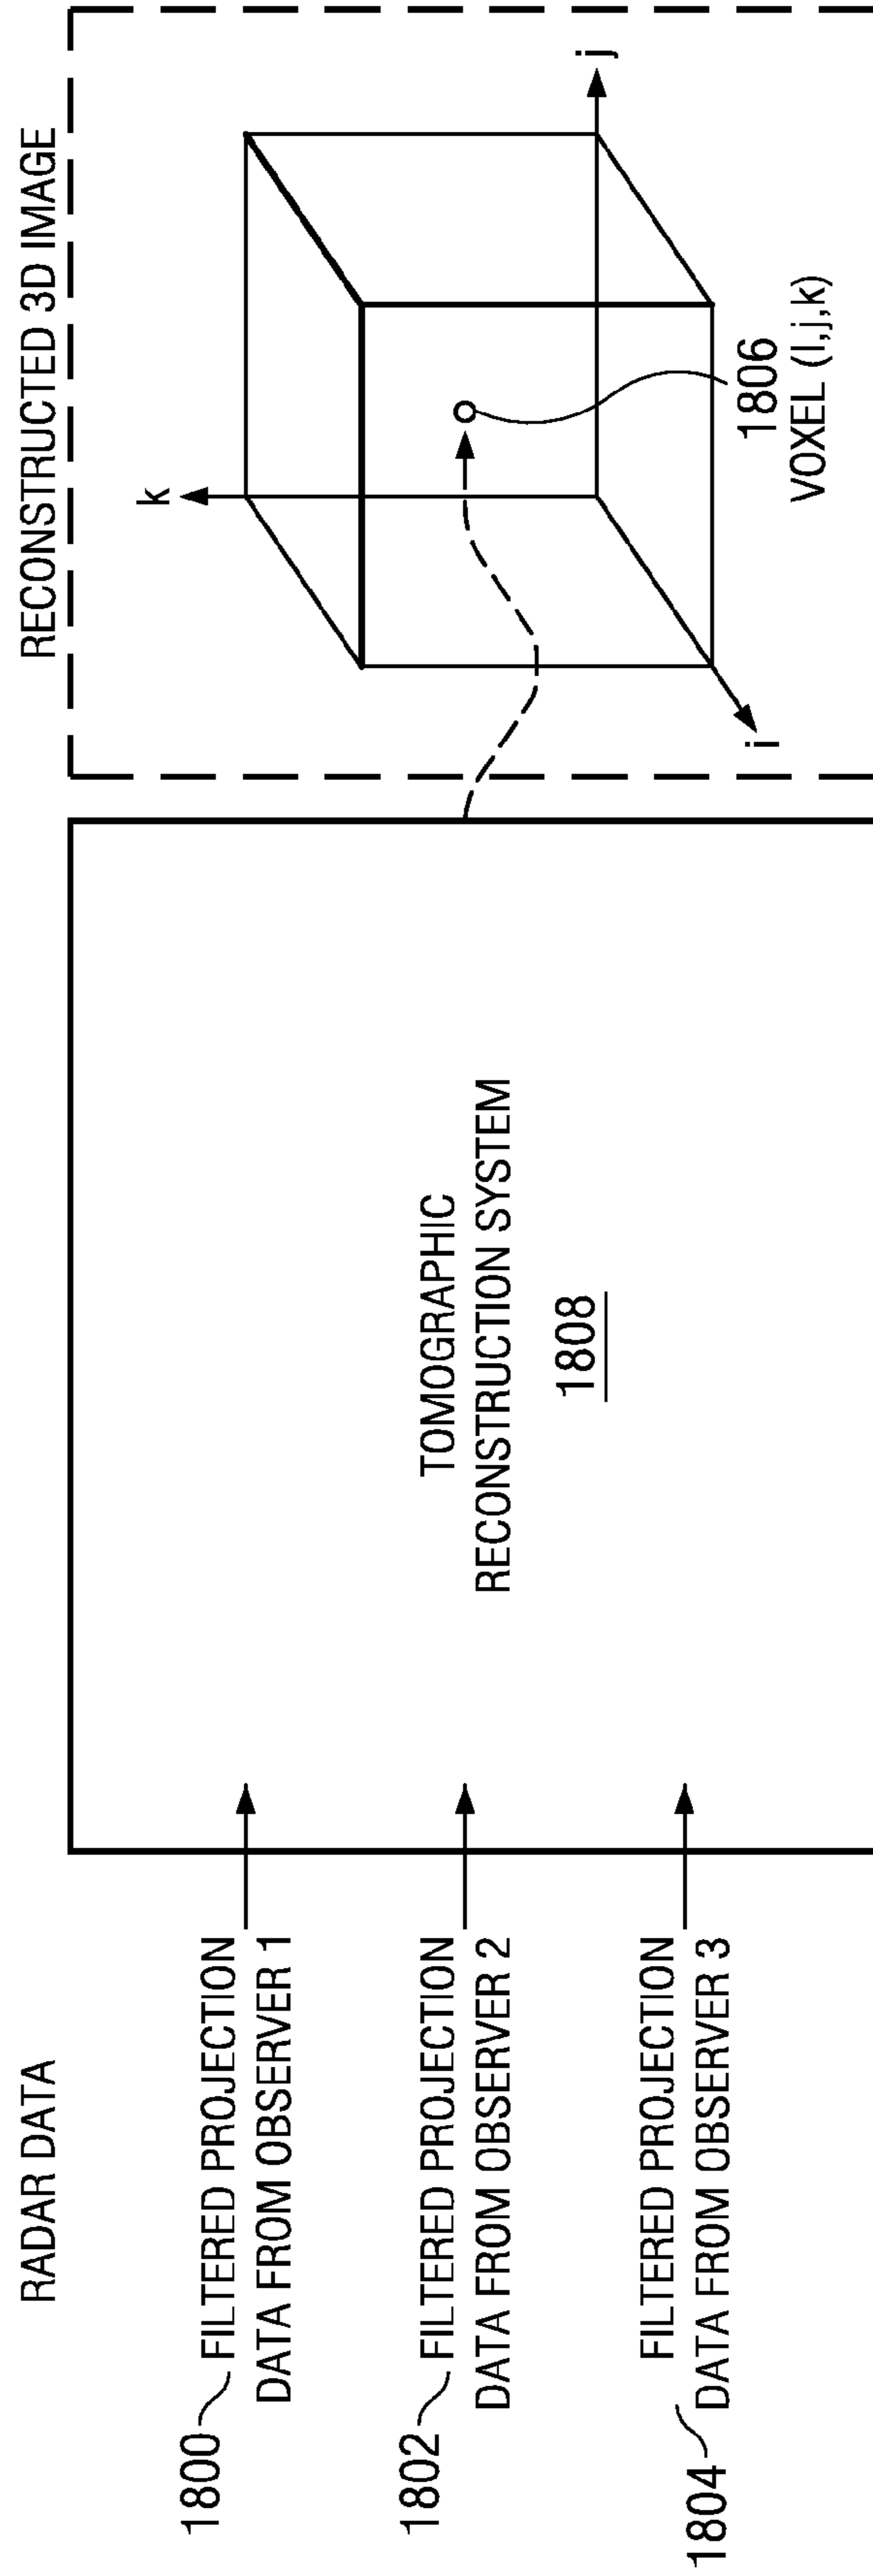 RADAR DATA
1800
FILTERED PROJECTION
DATA FROM OBSERVER 1
1802
FILTERED PROJECTION
DATA FROM OBSERVER 2
1804
FILTERED PROJECTION
DATA FROM OBSERVER 3
TOMOGRAPHIC
RECONSTRUCTION SYSTEM
1808
RECONSTRUCTED 3D IMAGE
k
j
i
1806
VOXEL (I,j,k)